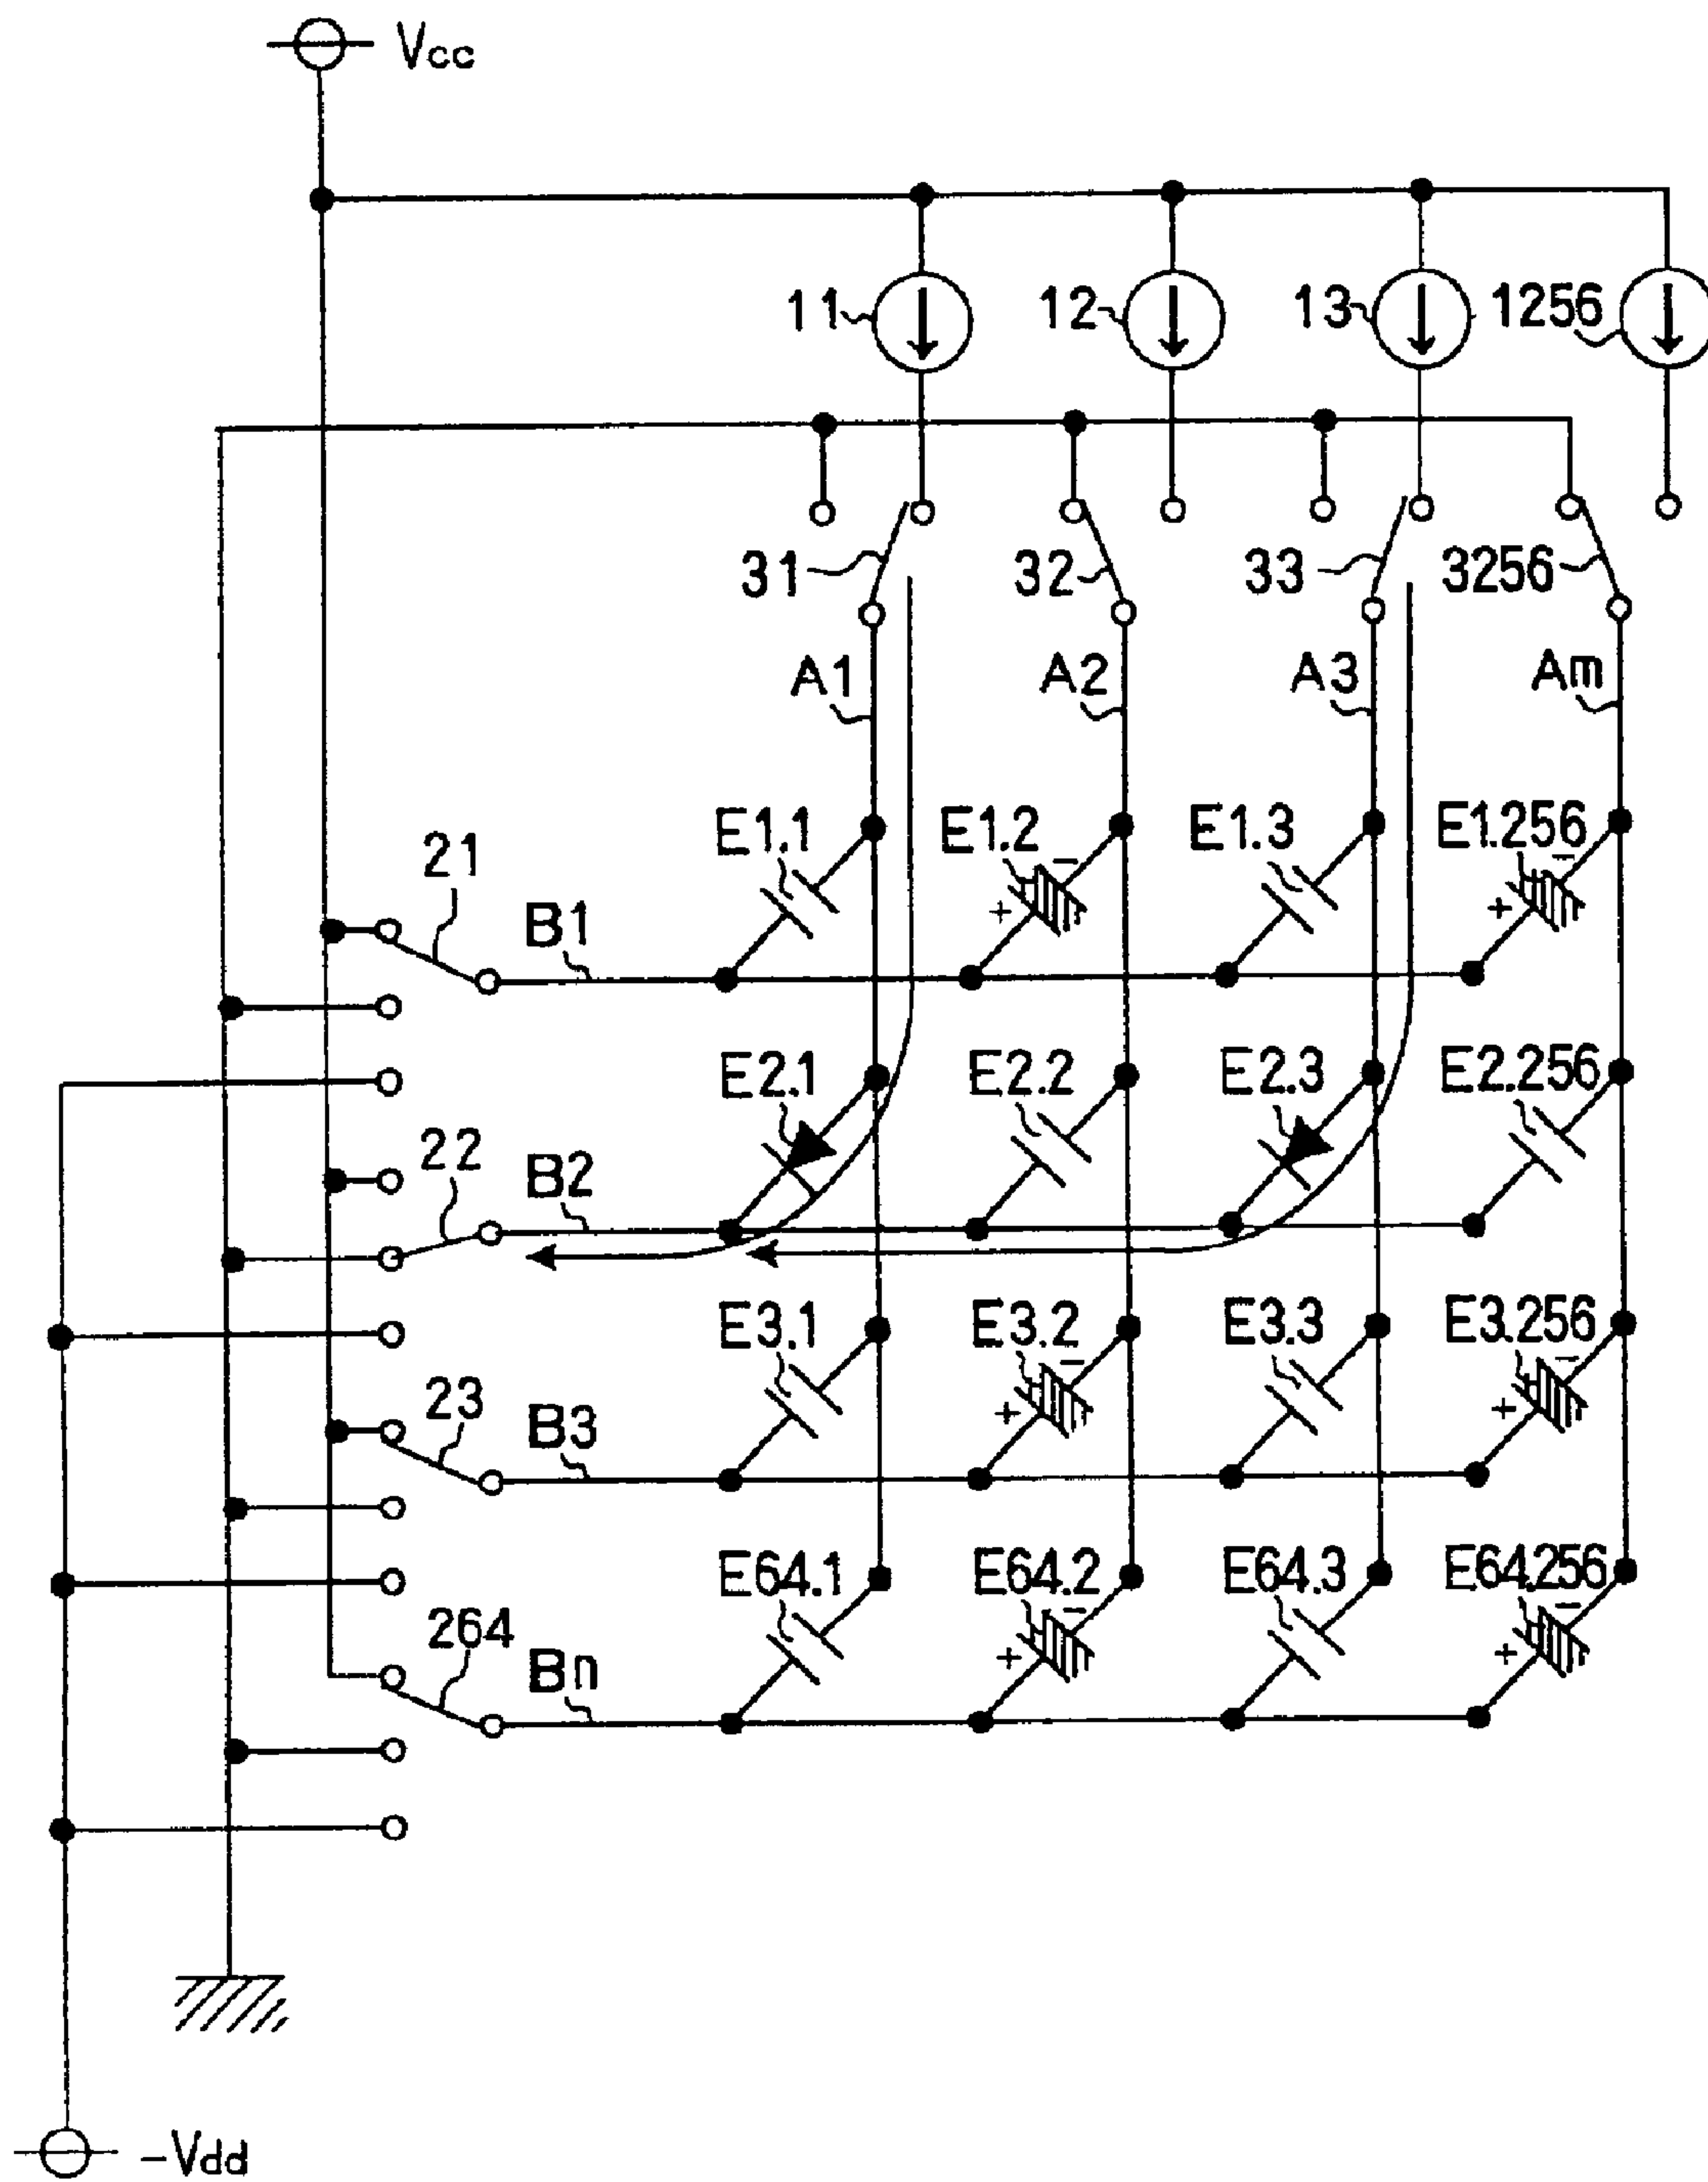 Vcc
11 12 13 1256
31 32 33 3256
A1 A2 A3 Am
E1.1 E1.2 E1.3 E1.256
21
B1
- -
+ +
E2.1 E2.2 E2.3 E2.256
22
B2
E3.1 E3.2 E3.3 E3.256
23
B3
- -
+ +
E64.1 E64.2 E64.3 E64.256
264
Bn
- -
+ +
-Vdd